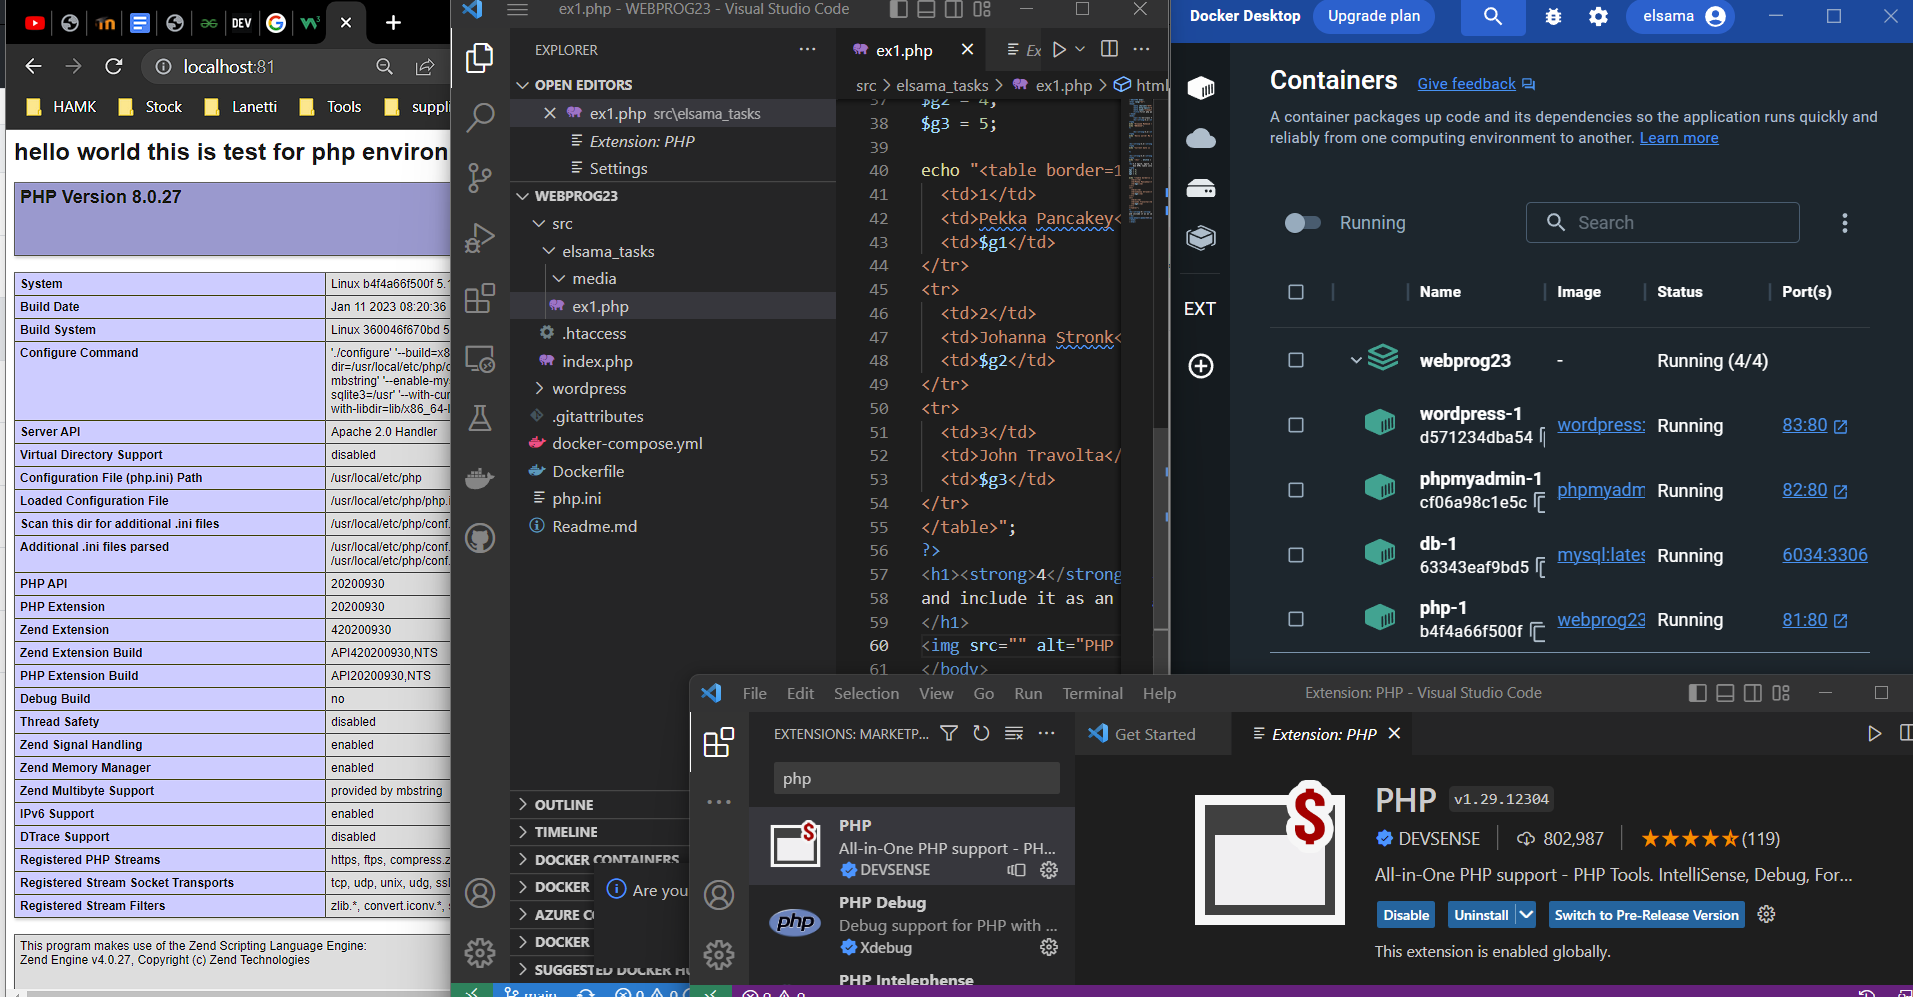 localhost:81
HAMK
Stock
Lanetti
Tools
suppli
hello world this is test for php environ
PHP Version 8.0.27
System
Linux b4f4a66f500f 5.1
Build Date
Jan 11 2023 08:20:36
Build System
Linux 360046f670bd 5
Configure Command
'./configure' '--build=x8
dir=/usr/local/etc/php/c
mbstring' '--enable-my
sqlite3=/usr' '--with-cur
with-libdir=lib/x86_64-l
Server API
Apache 2.0 Handler
Virtual Directory Support
disabled
Configuration File (php.ini) Path
/usr/local/etc/php
Loaded Configuration File
/usr/local/etc/php/php.i
Scan this dir for additional .ini files
/usr/local/etc/php/conf.
Additional .ini files parsed
/usr/local/etc/php/conf.
/usr/local/etc/php/conf.
PHP API
20200930
PHP Extension
20200930
Zend Extension
420200930
Zend Extension Build
API420200930,NTS
PHP Extension Build
API20200930,NTS
Debug Build
no
Thread Safety
disabled
Zend Signal Handling
enabled
Zend Memory Manager
enabled
Zend Multibyte Support
provided by mbstring
IPv6 Support
enabled
DTrace Support
disabled
Registered PHP Streams
https, ftps, compress.z
Registered Stream Socket Transports
tcp, udp, unix, udg, ssl
Registered Stream Filters
zlib.*, convert.iconv.*, s
This program makes use of the Zend Scripting Language Engine:
Zend Engine v4.0.27, Copyright (c) Zend Technologies
ex1.php - WEBPROG23 - Visual Studio Code
EXPLORER
OPEN EDITORS
ex1.php src\elsama_tasks
Extension: PHP
Settings
WEBPROG23
src
elsama_tasks
media
ex1.php
.htaccess
index.php
wordpress
.gitattributes
docker-compose.yml
Dockerfile
php.ini
Readme.md
OUTLINE
TIMELINE
DOCKER CONTAINERS
DOCKER
AZURE CO
DOCKER
SUGGESTED DOCKER HU
Are you
main
0
0
ex1.php
Ex
src > elsama_tasks > ex1.php > html
37 $g2 = 4;
38 $g3 = 5;
39
40 echo "<table border=1
41 <td>1</td>
42 <td>Pekka Pancakey<
43 <td>$g1</td>
44 </tr>
45 <tr>
46 <td>2</td>
47 <td>Johanna Stronk<
48 <td>$g2</td>
49 </tr>
50 <tr>
51 <td>3</td>
52 <td>John Travolta</
53 <td>$g3</td>
54 </tr>
55 </table>";
56 ?>
57 <h1><strong>4</strong
58 and include it as an
59 </h1>
60 <img src="" alt="PHP
61 </body>
Docker Desktop
Upgrade plan
elsama
Containers
Give feedback
A container packages up code and its dependencies so the application runs quickly and
reliably from one computing environment to another. Learn more
Running
Search
EXT
Name
Image
Status
Port(s)
webprog23
-
Running (4/4)
wordpress-1
d571234dba54
wordpress:
Running
83:80
phpmyadmin-1
cf06a98c1e5c
phpmyadm
Running
82:80
db-1
63343eaf9bd5
mysql:lates
Running
6034:3306
php-1
b4f4a66f500f
webprog23
Running
81:80
File Edit Selection View Go Run Terminal Help
Extension: PHP - Visual Studio Code
EXTENSIONS: MARKETP...
php
PHP
All-in-One PHP support - PH...
DEVSENSE
php
PHP Debug
Debug support for PHP with ...
Xdebug
PHP Intelephense
Get Started
Extension: PHP
PHP
v1.29.12304
DEVSENSE
802,987
(119)
All-in-One PHP support - PHP Tools. IntelliSense, Debug, For...
Disable
Uninstall
Switch to Pre-Release Version
This extension is enabled globally.
DEV